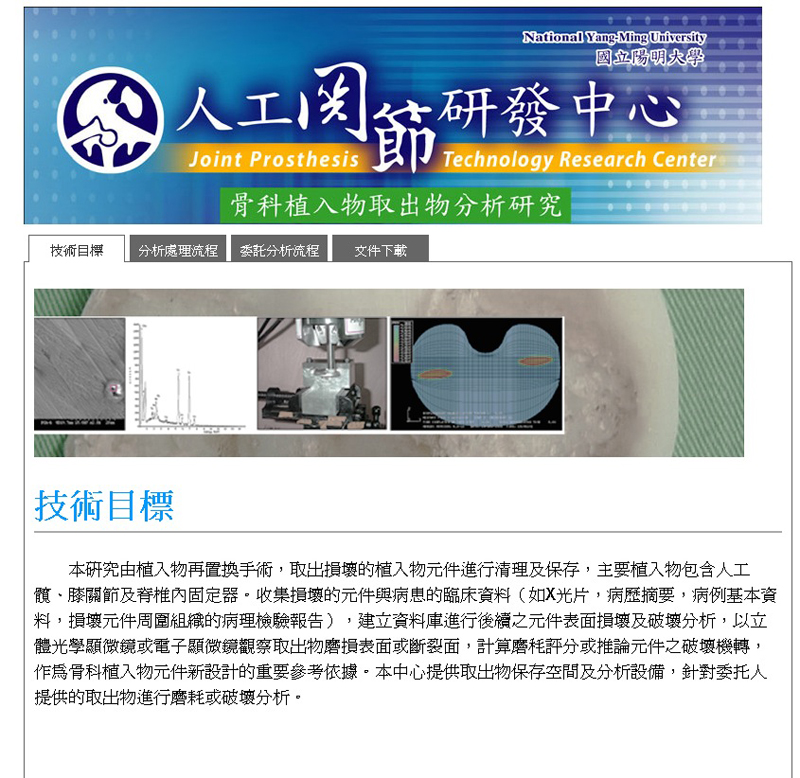 National Yang-Ming University
國立陽明大學
人工関節研發中心
Joint Prosthesis Technology Research Center
骨科植入物取出物分析研究
技術目標 分析處理流程 委託分析流程 文件下載
技術目標
本研究由植入物再置換手術，取出損壞的植入物元件進行清理及保存，主要植入物包含人工
髖、膝關節及脊椎內固定器。收集損壞的元件與病患的臨床資料（如X光片，病歷摘要，病例基本資
料，損壞元件周圍組織的病理檢驗報告），建立資料庫進行後續之元件表面損壞及破壞分析，以立
體光學顯微鏡或電子顯微鏡觀察取出物磨損表面或斷裂面，計算磨耗評分或推論元件之破壞機轉，
作為骨科植入物元件新設計的重要參考依據。本中心提供取出物保存空間及分析設備，針對委托人
提供的取出物進行磨耗或破壞分析。